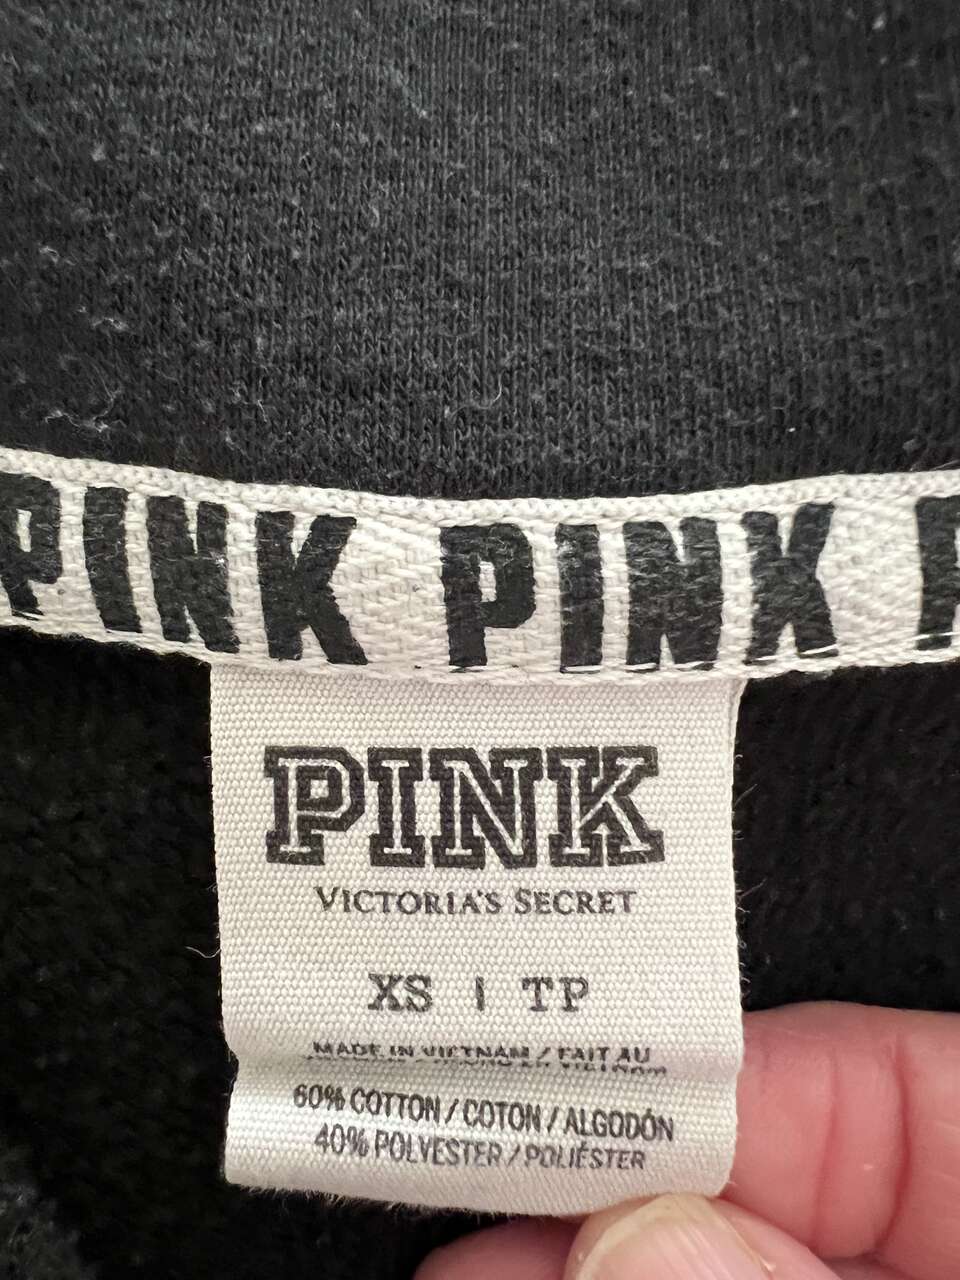 PINK PINK P
PINK
VICTORIA'S SECRET
XS | TP
MADE IN VIETNAM / FAIT AU
60% COTTON / COTON / ALGODÓN
40% POLYESTER / POLIÉSTER